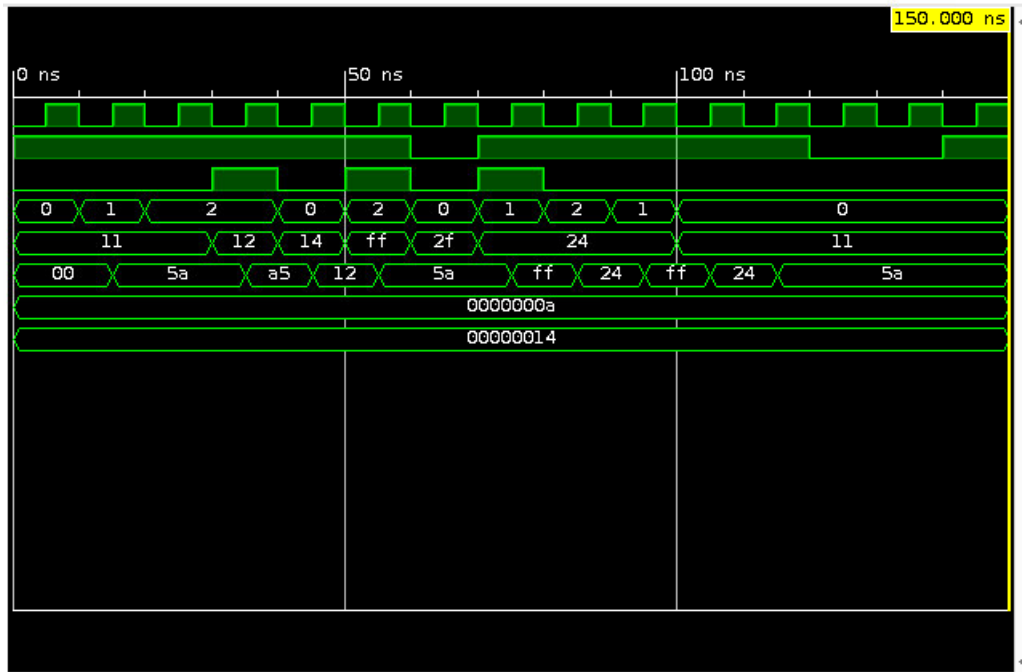 150.000 ns
0 ns 50 ns 100 ns
0 1 2 0 2 0 1 2 1 0
11 12 14 ff 2f 24 11
00 5a a5 12 5a ff 24 ff 24 5a
0000000a
00000014